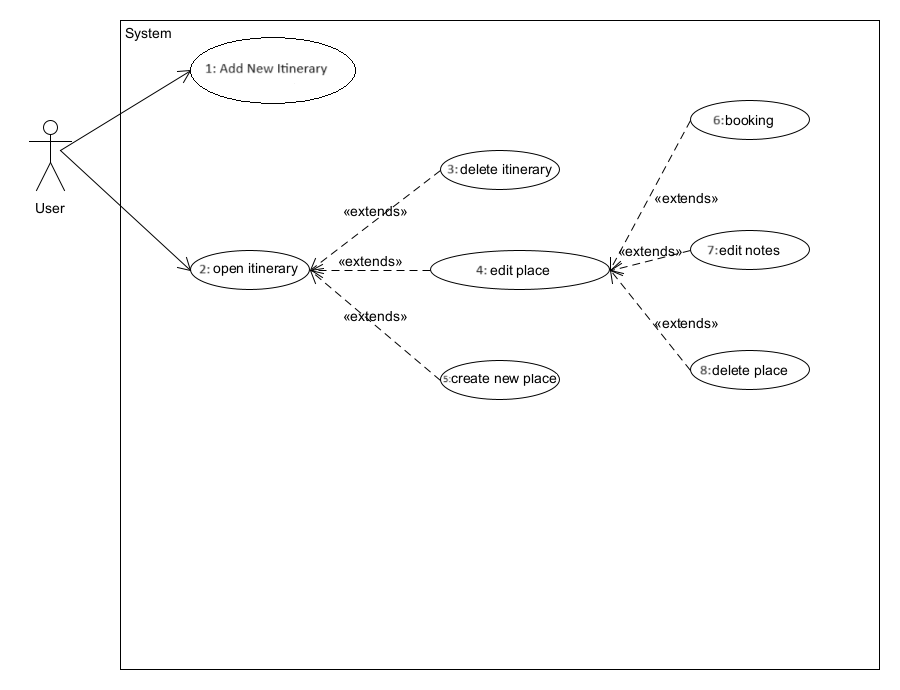 System
1: Add New Itinerary
6:booking
3:delete itinerary
«extends»
User
«extends»
2: open itinerary
«extends»
4: edit place
«extends»
7:edit notes
«extends»
«extends»
5:create new place
8:delete place